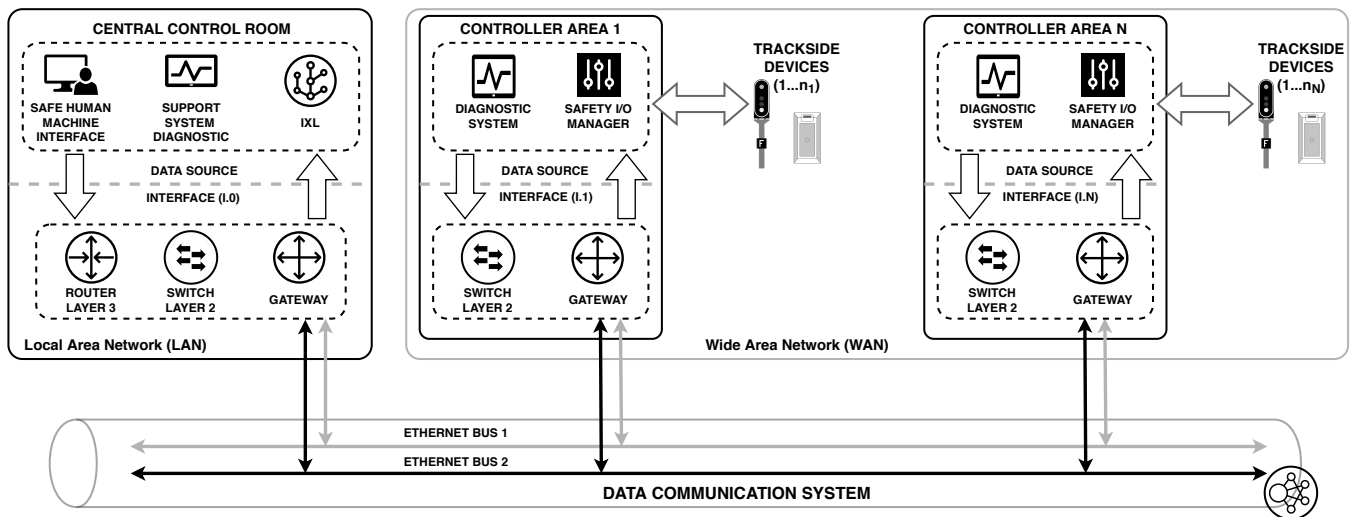 CENTRAL CONTROL ROOM
SAFE HUMAN
MACHINE
INTERFACE
SUPPORT
SYSTEM
DIAGNOSTIC
IXL
DATA SOURCE
INTERFACE (I.0)
ROUTER
LAYER 3
SWITCH
LAYER 2
GATEWAY
Local Area Network (LAN)
CONTROLLER AREA 1
DIAGNOSTIC
SYSTEM
SAFETY I/O
MANAGER
DATA SOURCE
INTERFACE (I.1)
SWITCH
LAYER 2
GATEWAY
TRACKSIDE
DEVICES
(1...n1)
F
Wide Area Network (WAN)
CONTROLLER AREA N
DIAGNOSTIC
SYSTEM
SAFETY I/O
MANAGER
DATA SOURCE
INTERFACE (I.N)
SWITCH
LAYER 2
GATEWAY
TRACKSIDE
DEVICES
(1...nN)
F
ETHERNET BUS 1
ETHERNET BUS 2
DATA COMMUNICATION SYSTEM